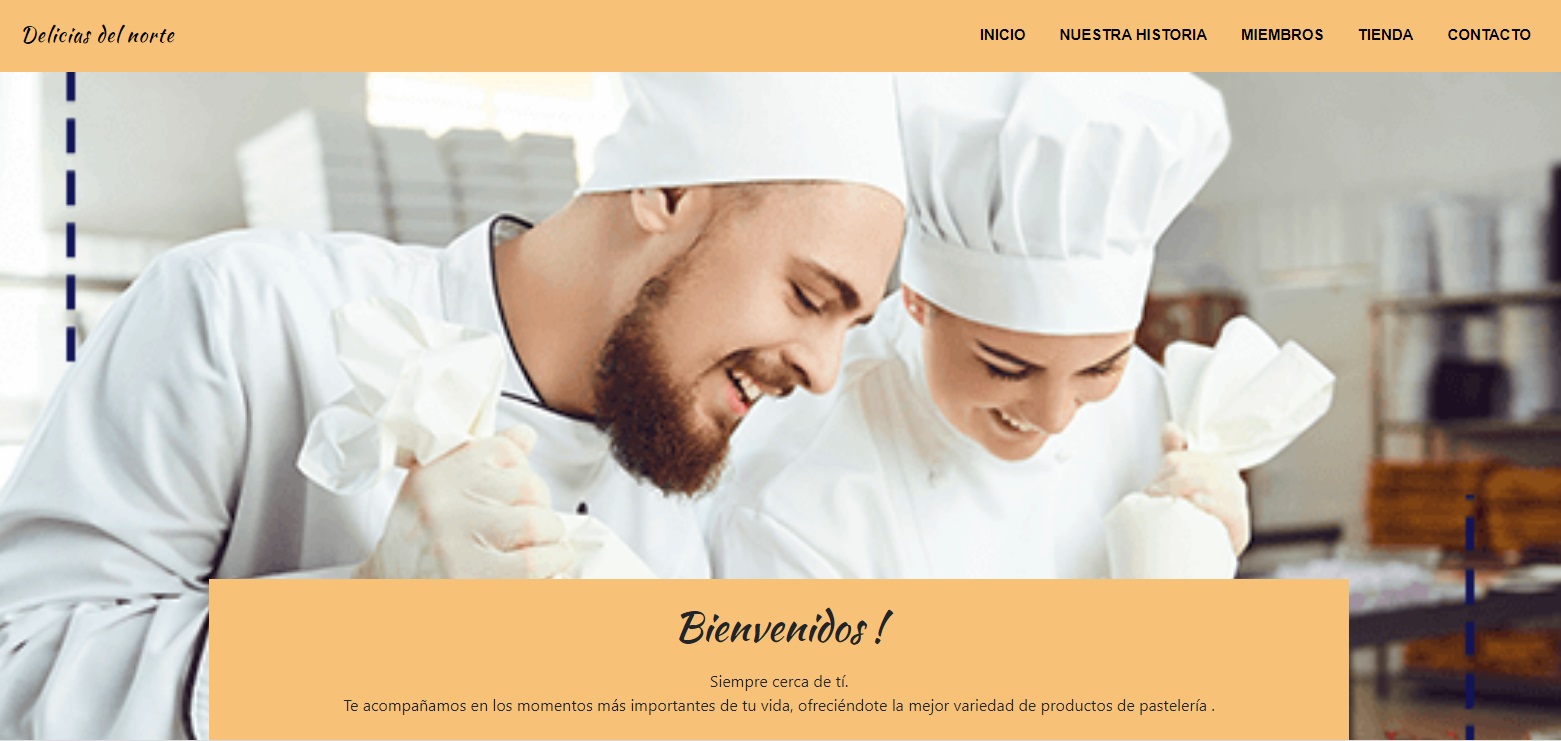 Delicias del norte
INICIO NUESTRA HISTORIA MIEMBROS TIENDA CONTACTO
Bienvenidos !
Siempre cerca de tí.
Te acompañamos en los momentos más importantes de tu vida, ofreciéndote la mejor variedad de productos de pastelería .